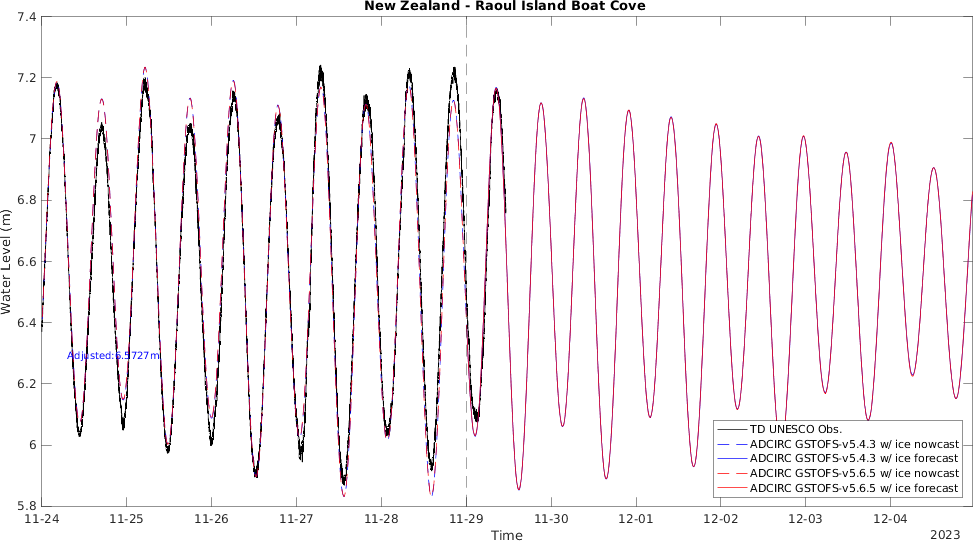 New Zealand - Raoul Island Boat Cove
7.4
7.2
7
6.8
6.6
6.4
6.2
6
5.8
Water Level (m)
Adjusted:6.5727m
TD UNESCO Obs.
ADCIRC GSTOFS-v5.4.3 w/ ice nowcast
ADCIRC GSTOFS-v5.4.3 w/ ice forecast
ADCIRC GSTOFS-v5.6.5 w/ ice nowcast
ADCIRC GSTOFS-v5.6.5 w/ ice forecast
11-24 11-25 11-26 11-27 11-28 11-29 11-30 12-01 12-02 12-03 12-04
Time
2023